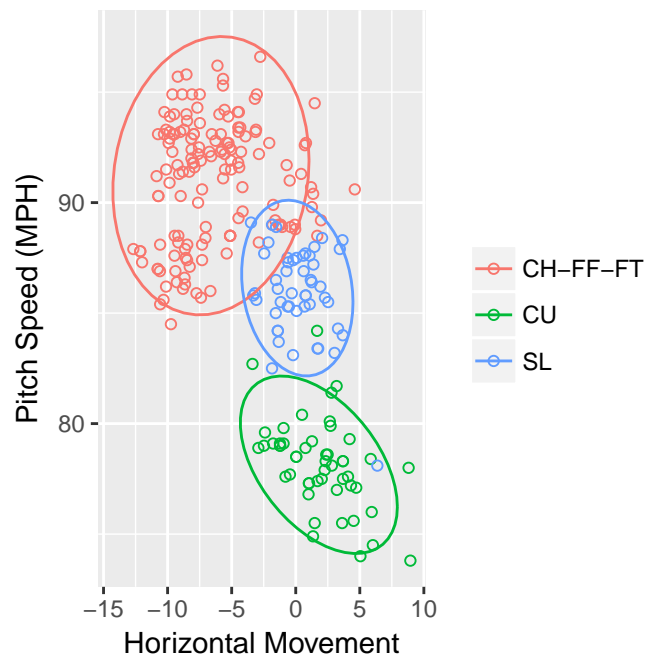 Pitch Speed (MPH)
90
80
−15 −10 −5 0 5 10
Horizontal Movement
CH−FF−FT
CU
SL